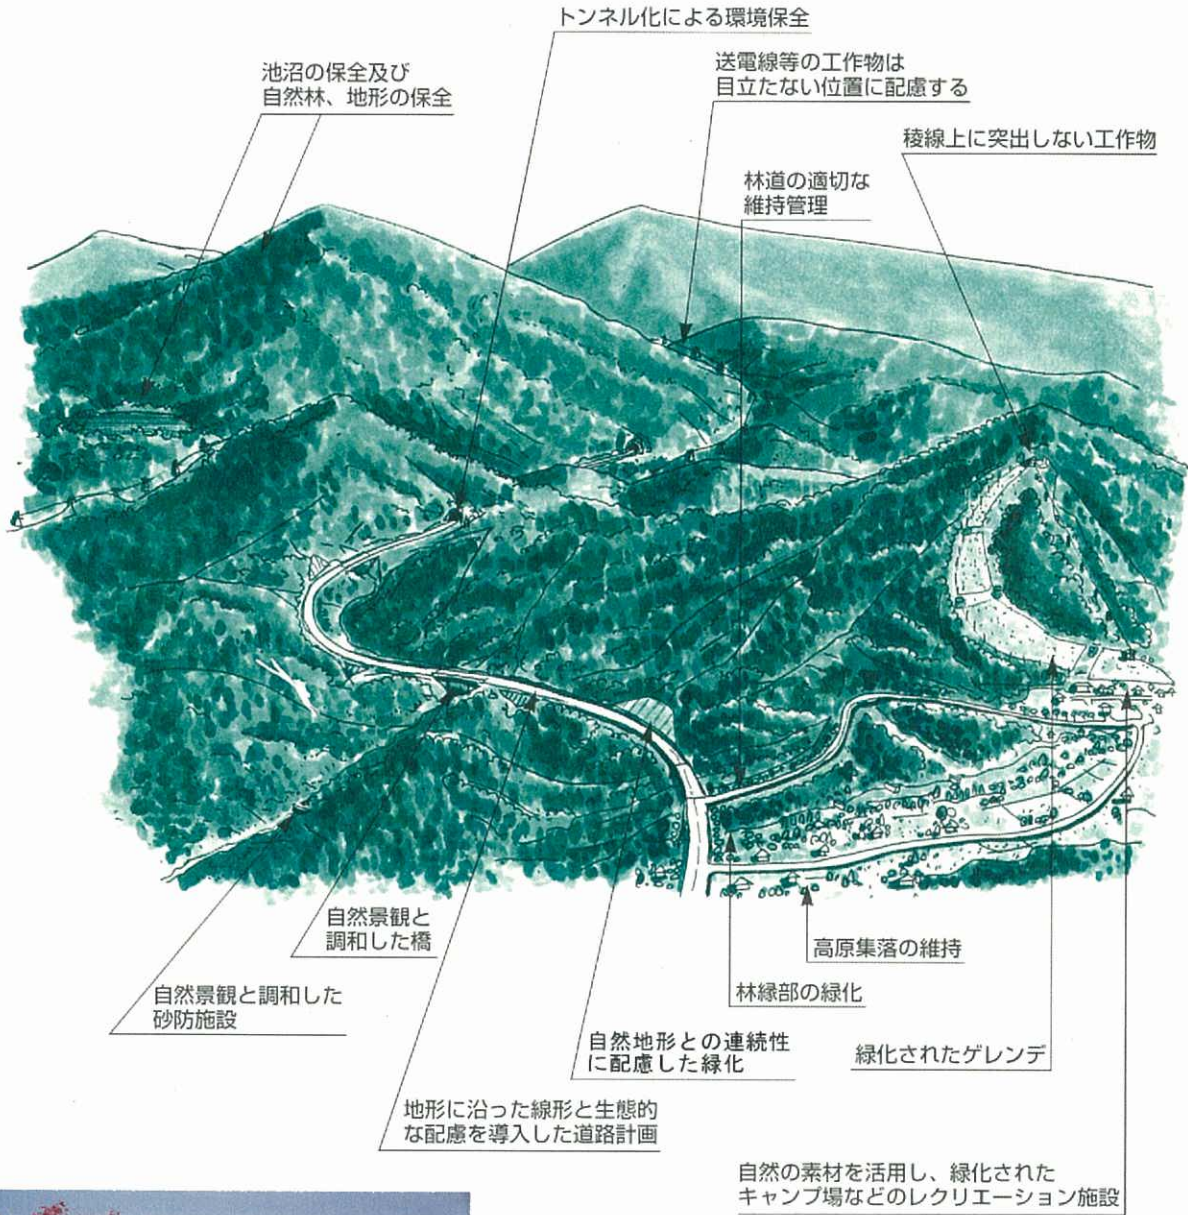 トンネル化による環境保全
池沼の保全及び
自然林、地形の保全
送電線等の工作物は
目立たない位置に配慮する
稜線上に突出しない工作物
林道の適切な
維持管理
自然景観と
調和した橋
高原集落の維持
自然景観と調和した
砂防施設
林縁部の緑化
自然地形との連続性
に配慮した緑化
緑化されたゲレンデ
地形に沿った線形と生態的
な配慮を導入した道路計画
自然の素材を活用し、緑化された
キャンプ場などのレクリエーション施設